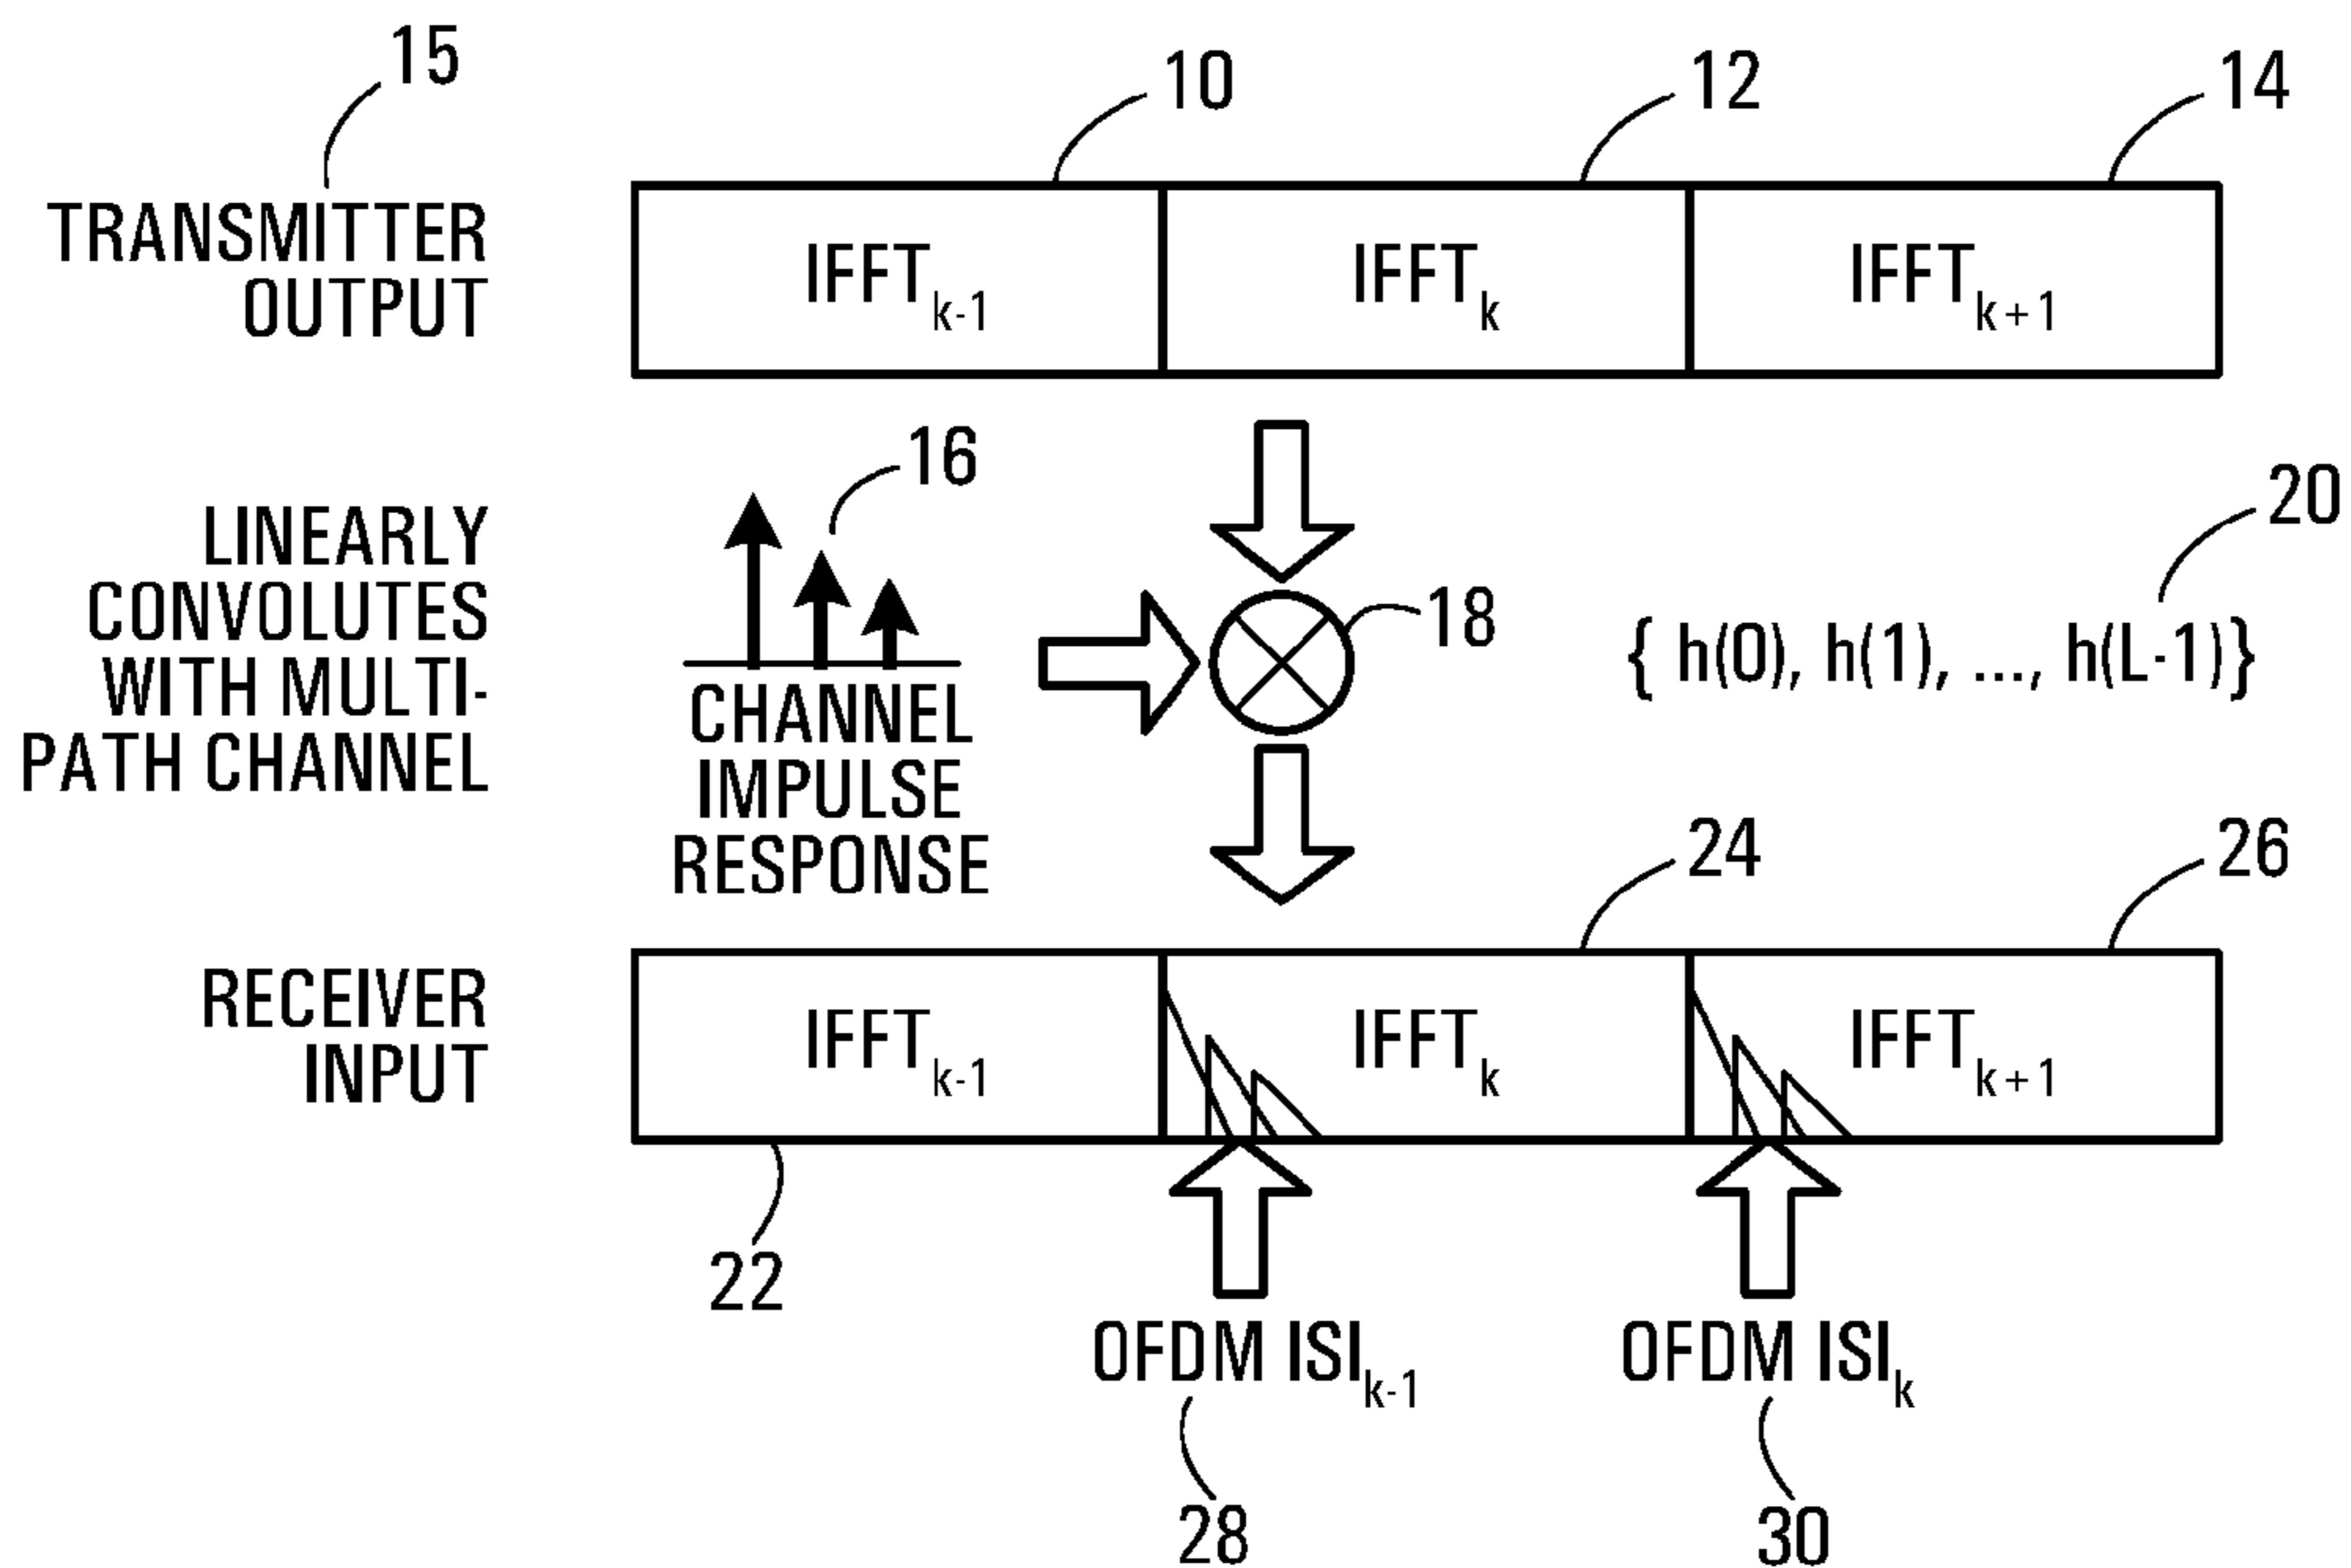 15
10
12
14
TRANSMITTER
OUTPUT
IFFTk-1
IFFTk
IFFTk+1
16
20
LINEARLY
CONVOLUTES
WITH MULTI-
PATH CHANNEL
18
{ h(0), h(1), ..., h(L-1)}
CHANNEL
IMPULSE
RESPONSE
24
26
RECEIVER
INPUT
IFFTk-1
IFFTk
IFFTk+1
22
OFDM ISIk-1
OFDM ISIk
28
30